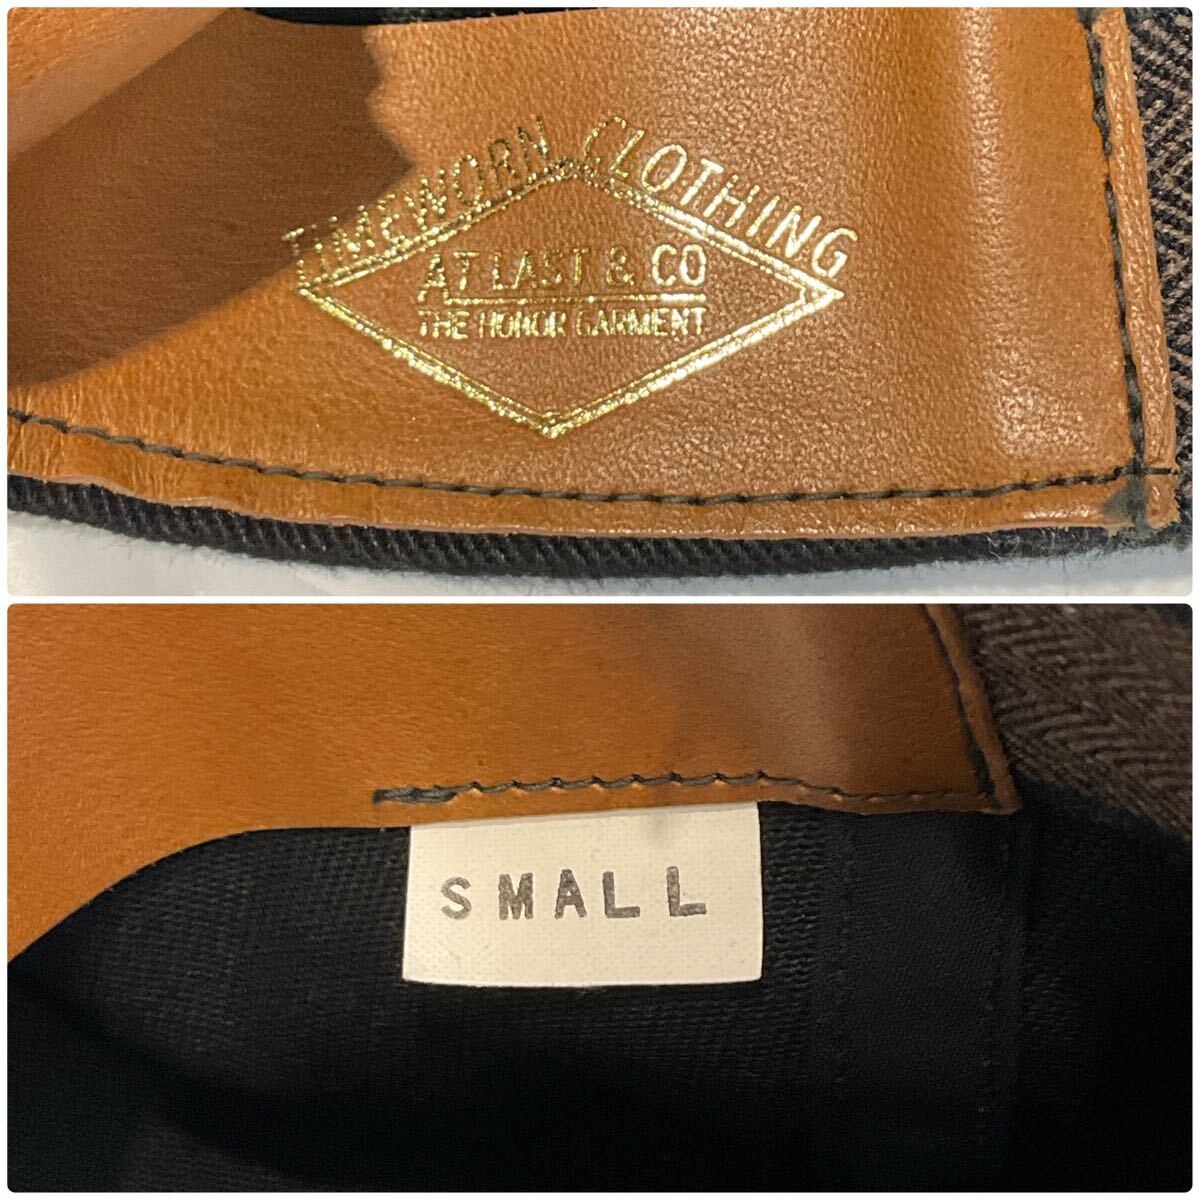 TIMEWORN CLOTHING
AT LAST & CO
THE HONOR GARMENT
SMALL